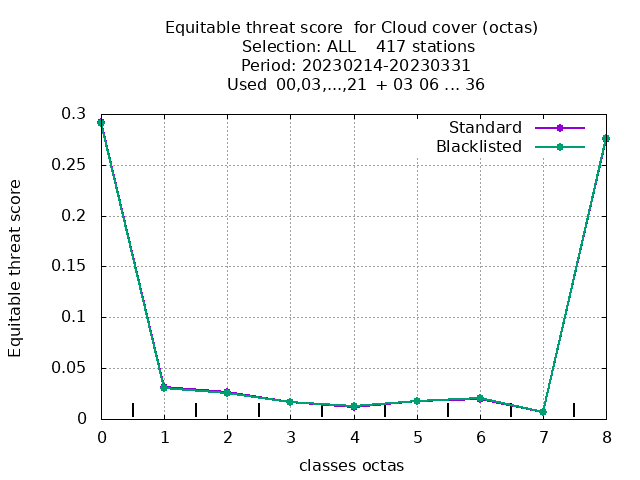 Equitable threat score  for Cloud cover (octas)
Selection: ALL    417 stations
Period: 20230214-20230331
Used  00,03,...,21  + 03 06 ... 36
Standard
Blacklisted
0.3
0.25
0.2
0.15
0.1
0.05
0
Equitable threat score
0 1 2 3 4 5 6 7 8
classes octas